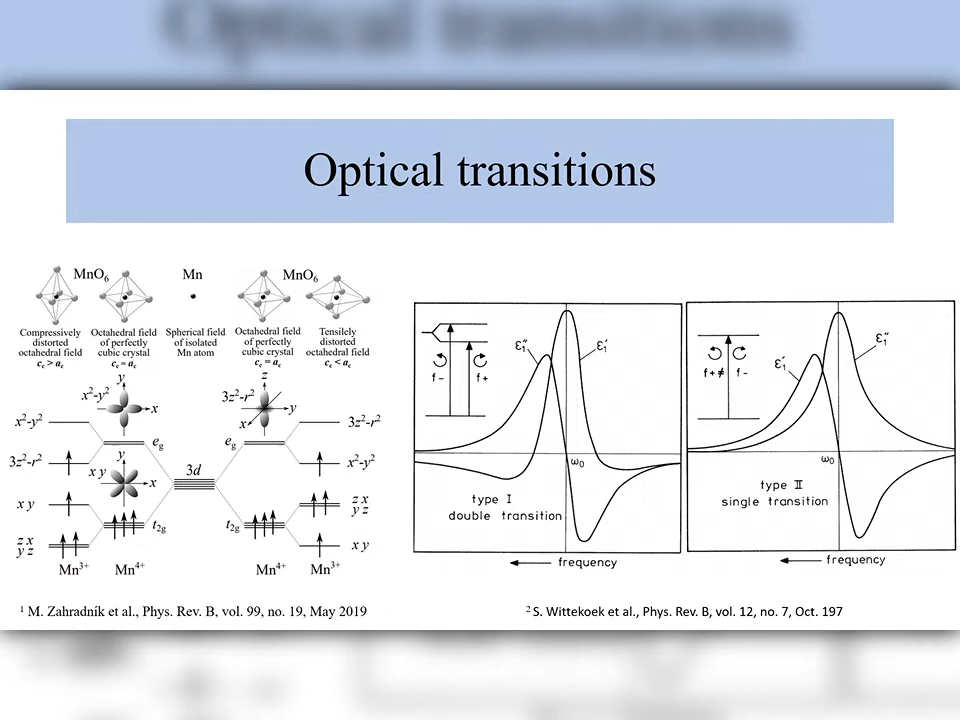 Optical transitions
Optical transitions
MnO6 Mn MnO6
Compressively distorted octahedral field cc > ac
Octahedral field of perfectly cubic crystal cc = ac
Spherical field of isolated Mn atom
Octahedral field of perfectly cubic crystal cc = ac
Tensilely distorted octahedral field cc < ac
x²-y²
y
x
x²-y²
eg
3z²-r²
x y
y
x
x y
t2g
z x
y z
Mn3+
Mn4+
3d
3z²-r²
z
y
x
eg
3z²-r²
x²-y²
t2g
z x
y z
x y
Mn4+
Mn3+
f- f+
ε₁″
ε₁′
ω₀
type I
double transition
frequency
f+ ≠ f-
ε₁′
ε₁″
ω₀
type II
single transition
frequency
1 M. Zahradník et al., Phys. Rev. B, vol. 99, no. 19, May 2019
2 S. Wittekoek et al., Phys. Rev. B, vol. 12, no. 7, Oct. 197